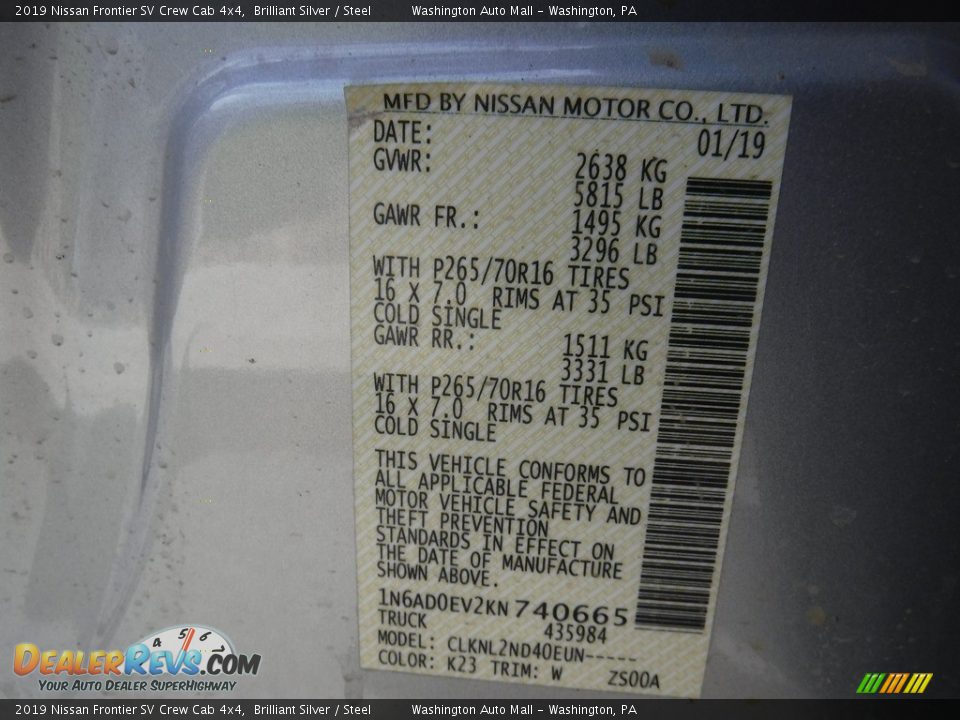 2019 Nissan Frontier SV Crew Cab 4x4, Brilliant Silver / Steel Washington Auto Mall - Washington, PA
MFD BY NISSAN MOTOR CO., LTD.
DATE: 01/19
GVWR: 2638 KG
5815 LB
GAWR FR.: 1495 KG
3296 LB
WITH P265/70R16 TIRES
16 X 7.0 RIMS AT 35 PSI
COLD SINGLE
GAWR RR.: 1511 KG
3331 LB
WITH P265/70R16 TIRES
16 X 7.0 RIMS AT 35 PSI
COLD SINGLE
THIS VEHICLE CONFORMS TO
ALL APPLICABLE FEDERAL
MOTOR VEHICLE SAFETY AND
THEFT PREVENTION
STANDARDS IN EFFECT ON
THE DATE OF MANUFACTURE
SHOWN ABOVE.
1N6AD0EV2KN740665
TRUCK 435984
MODEL: CLKNL2ND40EUN-----
COLOR: K23 TRIM: W ZS00A
4 5 6
DEALERREVS.COM
YOUR AUTO DEALER SUPERHIGHWAY
2019 Nissan Frontier SV Crew Cab 4x4, Brilliant Silver / Steel Washington Auto Mall - Washington, PA